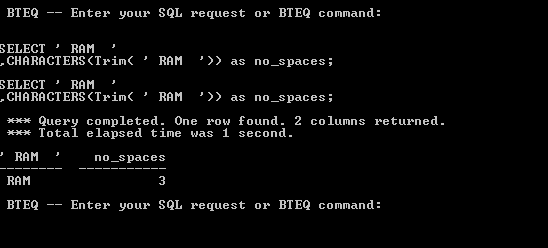 BTEQ -- Enter your SQL request or BTEQ command:
SELECT ' RAM  '
,CHARACTERS(Trim( ' RAM  ')) as no_spaces;
SELECT ' RAM  '
,CHARACTERS(Trim( ' RAM  ')) as no_spaces;
*** Query completed. One row found. 2 columns returned.
*** Total elapsed time was 1 second.
' RAM  '    no_spaces
--------  -----------
RAM                 3
BTEQ -- Enter your SQL request or BTEQ command: